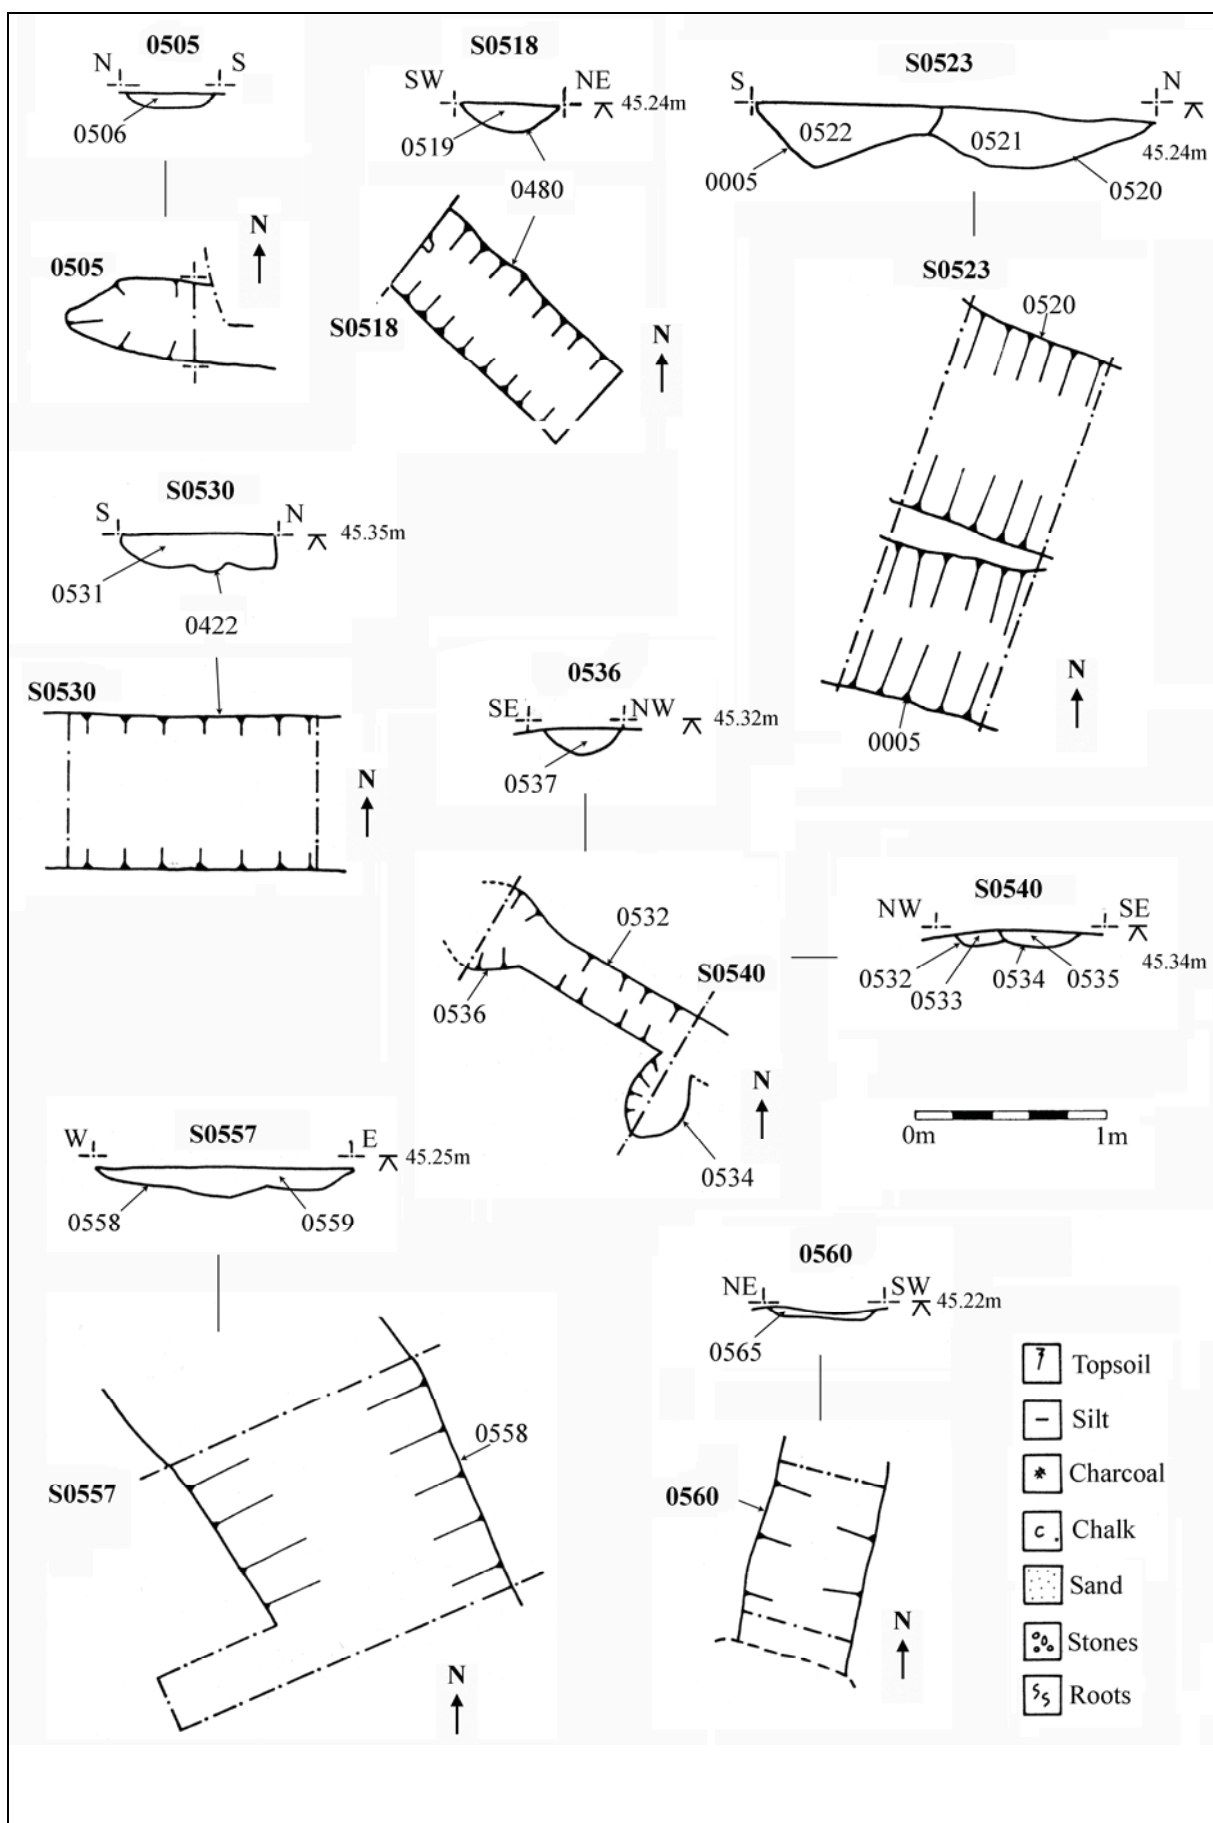 0505
N S
0506
N
0505
S0518
SW NE
45.24m
0519
0480
S0518
N
S0523
S N
0522 0521
45.24m
0005 0520
S0523
0520
N
0005
S0530
S N
45.35m
0531
0422
S0530
N
0536
SE NW
45.32m
0537
0532
S0540
0536
N
0534
S0540
NW SE
45.34m
0532
0533
0534
0535
0m 1m
S0557
W E
45.25m
0558 0559
0558
S0557
N
0560
NE SW
45.22m
0565
0560
N
Topsoil
Silt
Charcoal
c Chalk
Sand
Stones
Roots